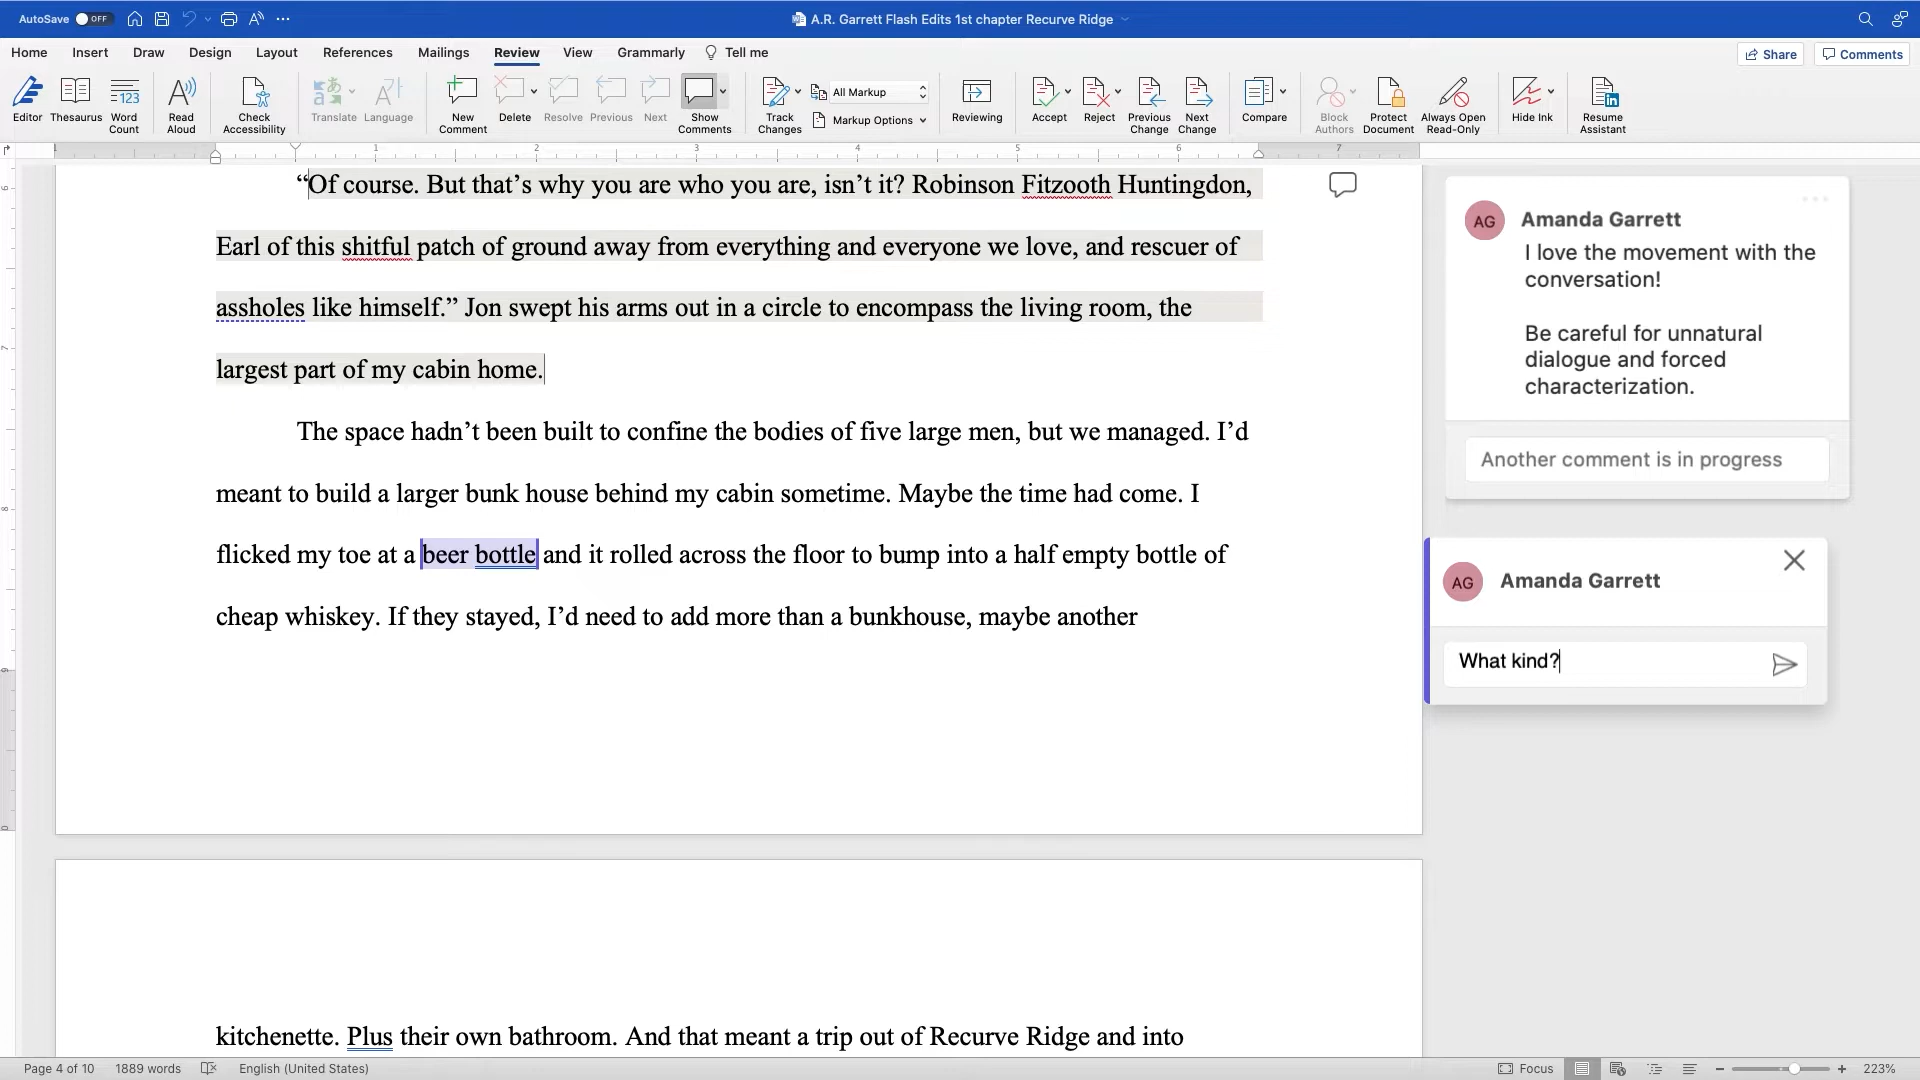 AutoSave OFF
A.R. Garrett Flash Edits 1st chapter Recurve Ridge
Home Insert Draw Design Layout References Mailings Review View Grammarly Tell me
Share Comments
Editor Thesaurus Word Count Read Aloud Check Accessibility Translate Language New Comment Delete Resolve Previous Next Show Comments Track Changes All Markup Markup Options Reviewing Accept Reject Previous Change Next Change Compare Block Authors Protect Document Always Open Read-Only Hide Ink Resume Assistant
1 2 3 4 5 6 7
“Of course. But that’s why you are who you are, isn’t it? Robinson Fitzooth Huntingdon,
Earl of this shitful patch of ground away from everything and everyone we love, and rescuer of
assholes like himself.” Jon swept his arms out in a circle to encompass the living room, the
largest part of my cabin home.
The space hadn’t been built to confine the bodies of five large men, but we managed. I’d
meant to build a larger bunk house behind my cabin sometime. Maybe the time had come. I
flicked my toe at a beer bottle and it rolled across the floor to bump into a half empty bottle of
cheap whiskey. If they stayed, I’d need to add more than a bunkhouse, maybe another
kitchenette. Plus their own bathroom. And that meant a trip out of Recurve Ridge and into
AG Amanda Garrett
I love the movement with the
conversation!
Be careful for unnatural
dialogue and forced
characterization.
Another comment is in progress
AG Amanda Garrett
What kind?
Page 4 of 10 1889 words English (United States) Focus 223%